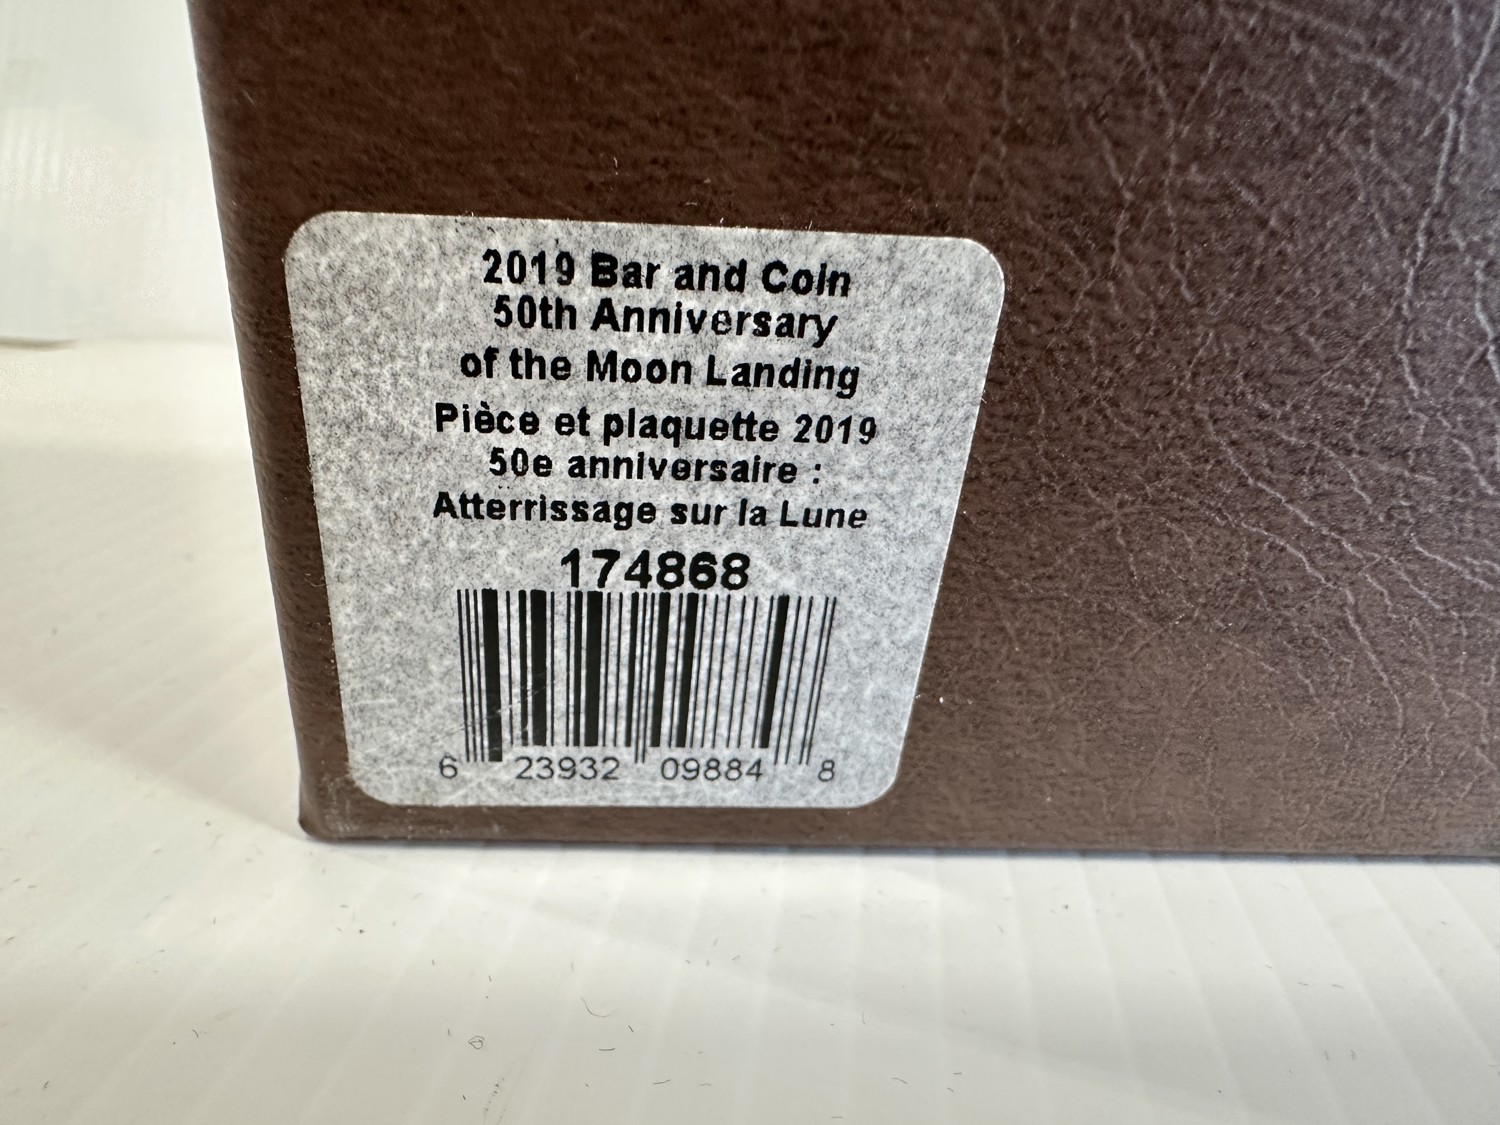 2019 Bar and Coin
50th Anniversary
of the Moon Landing
Pièce et plaquette 2019
50e anniversaire :
Atterrissage sur la Lune
174868
6 23932 09884 8